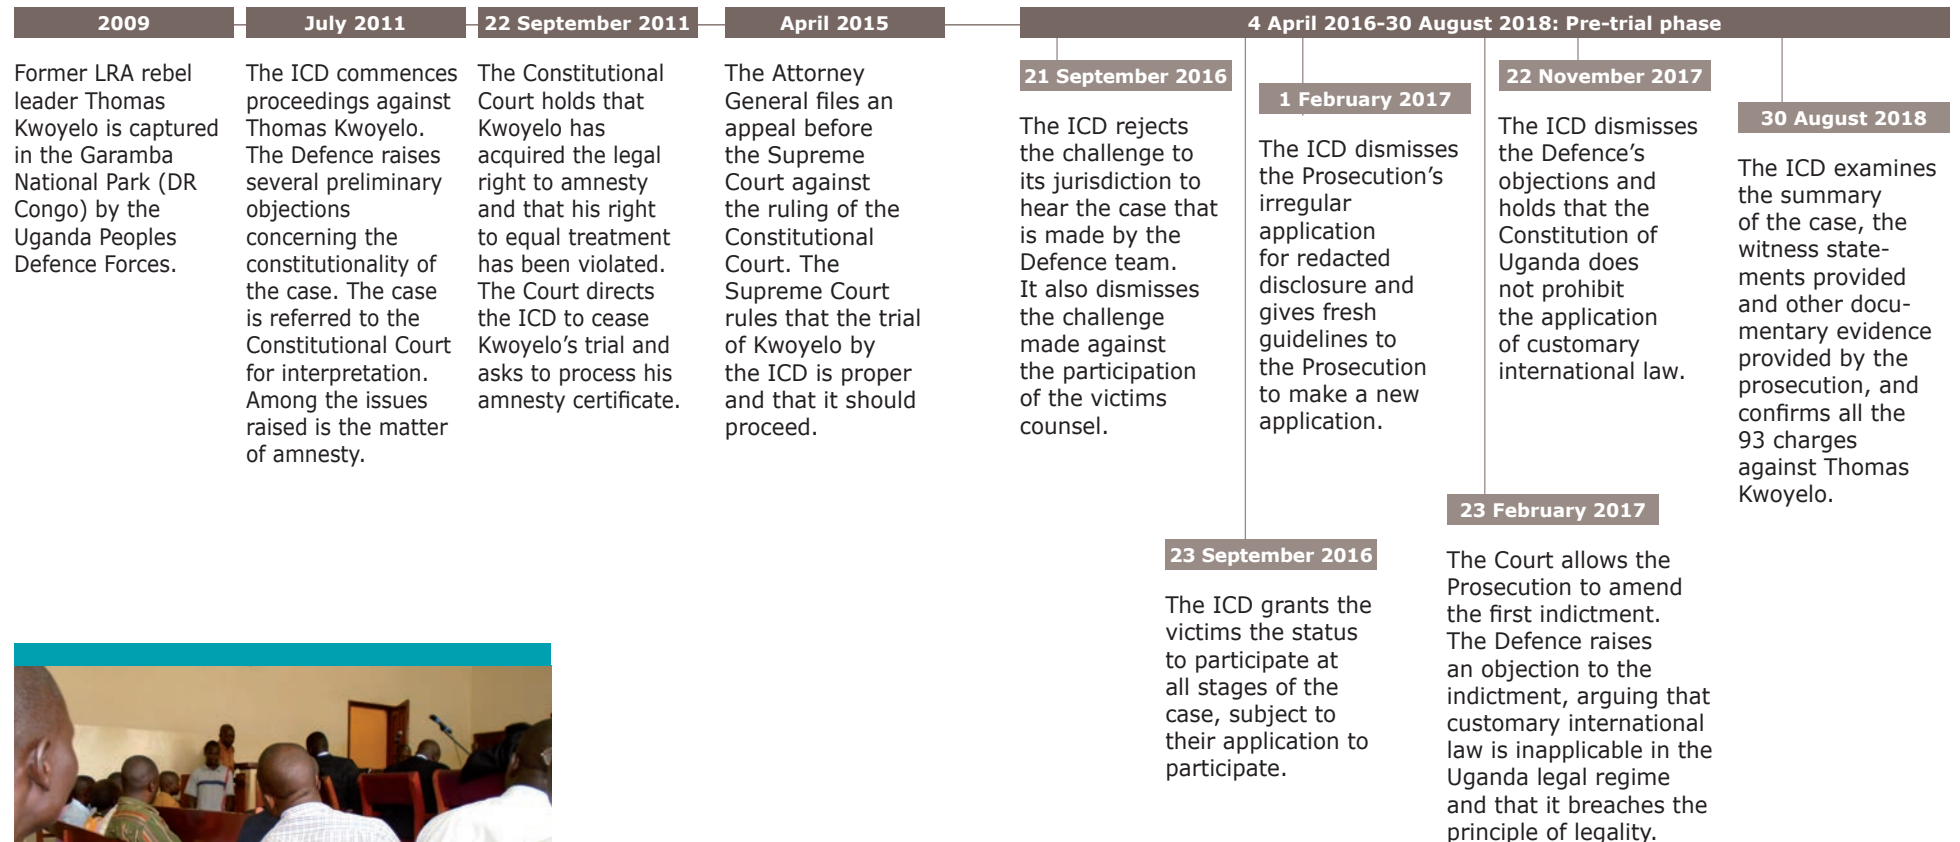 2009
Former LRA rebel
leader Thomas
Kwoyelo is captured
in the Garamba
National Park (DR
Congo) by the
Uganda Peoples
Defence Forces.
July 2011
The ICD commences
proceedings against
Thomas Kwoyelo.
The Defence raises
several preliminary
objections
concerning the
constitutionality of
the case. The case
is referred to the
Constitutional Court
for interpretation.
Among the issues
raised is the matter
of amnesty.
22 September 2011
The Constitutional
Court holds that
Kwoyelo has
acquired the legal
right to amnesty
and that his right
to equal treatment
has been violated.
The Court directs
the ICD to cease
Kwoyelo’s trial and
asks to process his
amnesty certificate.
April 2015
The Attorney
General files an
appeal before
the Supreme
Court against
the ruling of the
Constitutional
Court. The
Supreme Court
rules that the trial
of Kwoyelo by
the ICD is proper
and that it should
proceed.
4 April 2016-30 August 2018: Pre-trial phase
21 September 2016
The ICD rejects
the challenge to
its jurisdiction to
hear the case that
is made by the
Defence team.
It also dismisses
the challenge
made against
the participation
of the victims
counsel.
23 September 2016
The ICD grants the
victims the status
to participate at
all stages of the
case, subject to
their application to
participate.
1 February 2017
The ICD dismisses
the Prosecution’s
irregular
application
for redacted
disclosure and
gives fresh
guidelines to
the Prosecution
to make a new
application.
23 February 2017
The Court allows the
Prosecution to amend
the first indictment.
The Defence raises
an objection to the
indictment, arguing that
customary international
law is inapplicable in the
Uganda legal regime
and that it breaches the
principle of legality.
22 November 2017
The ICD dismisses
the Defence’s
objections and
holds that the
Constitution of
Uganda does
not prohibit
the application
of customary
international law.
30 August 2018
The ICD examines
the summary
of the case, the
witness state-
ments provided
and other docu-
mentary evidence
provided by the
prosecution, and
confirms all the
93 charges
against Thomas
Kwoyelo.